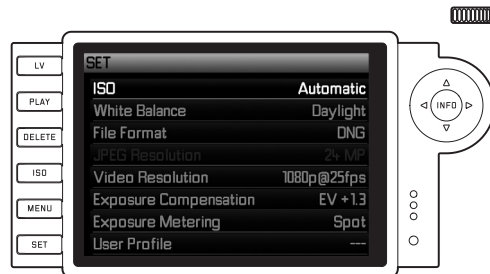 LV
PLAY
DELETE
ISO
MENU
SET
SET
ISO Automatic
White Balance Daylight
File Format DNG
JPEG Resolution 24 MP
Video Resolution 1080p@25fps
Exposure Compensation EV +1.3
Exposure Metering Spot
User Profile ---
INFO